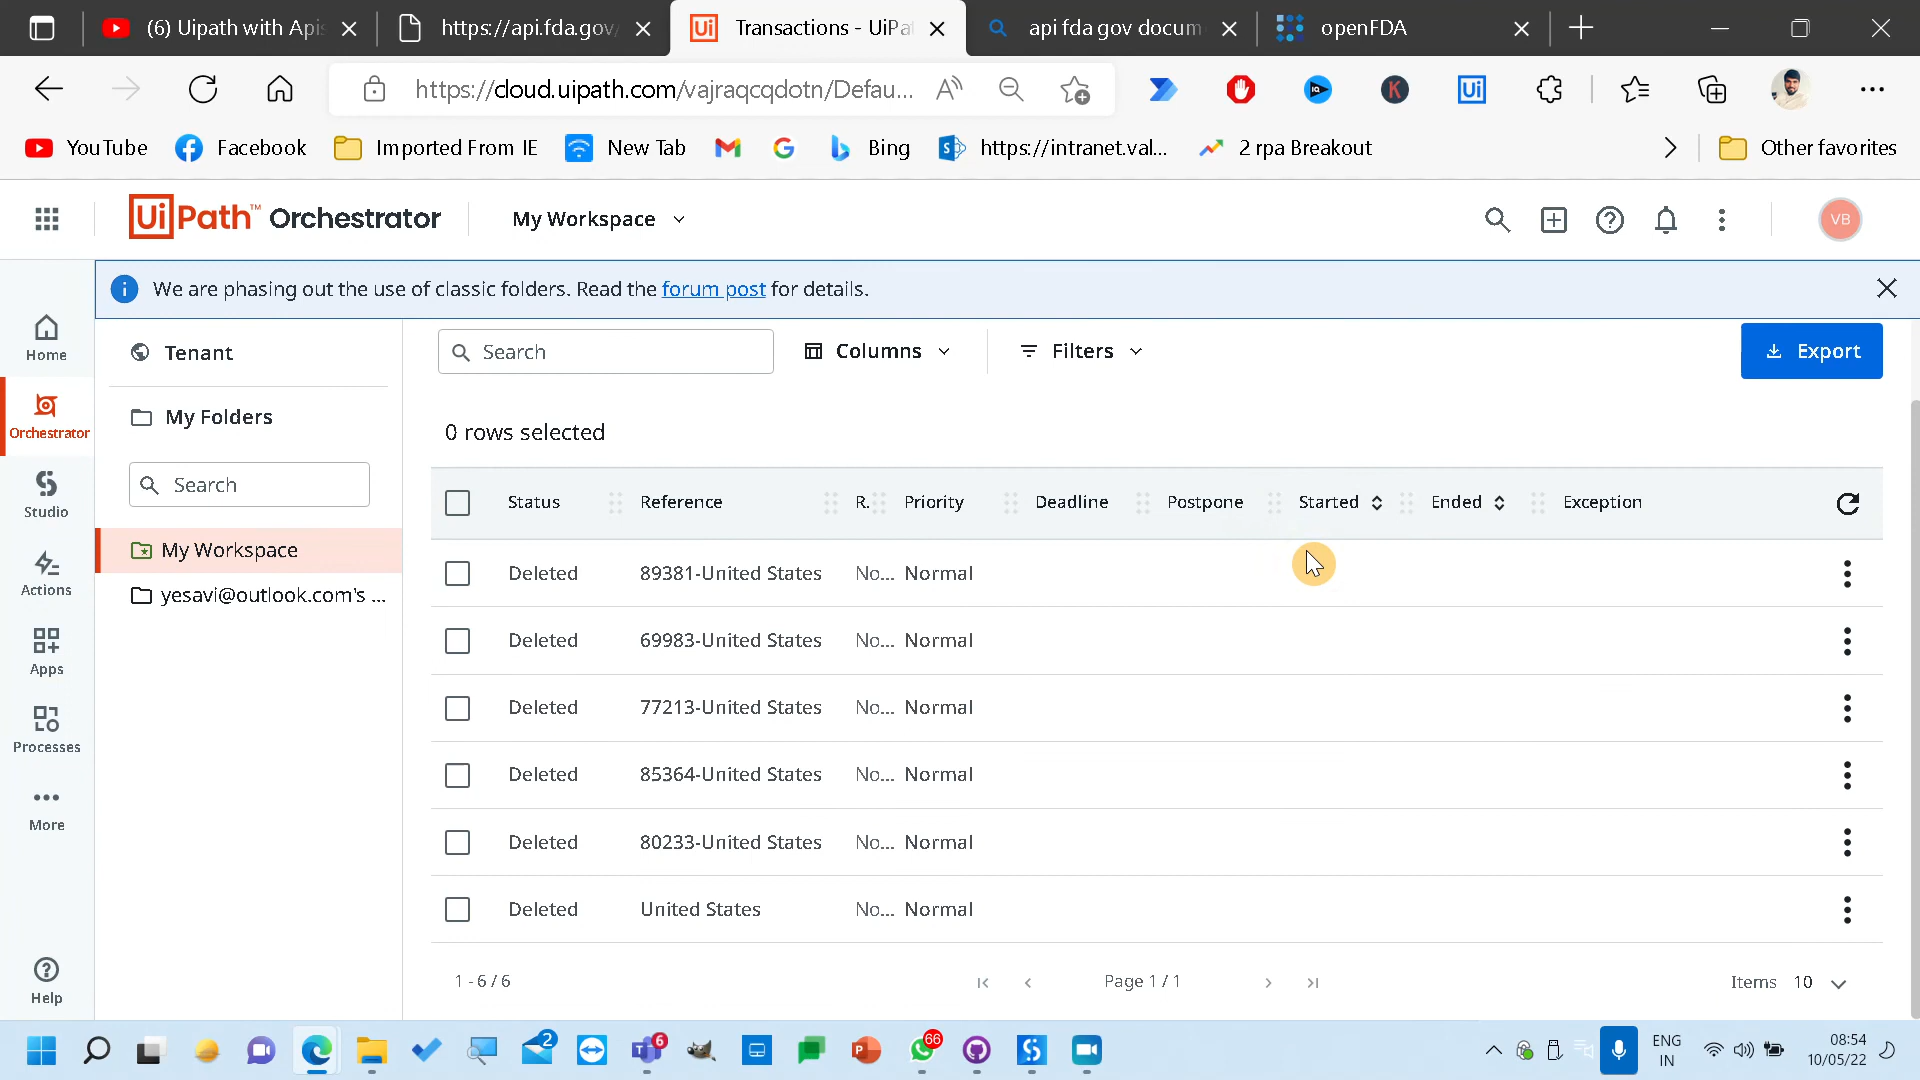 (6) Uipath with Apis
https://api.fda.gov/
Transactions - UiPat
api fda gov docum
openFDA
https://cloud.uipath.com/vajraqcqdotn/Defau...
YouTube
Facebook
Imported From IE
New Tab
Bing
https://intranet.val...
2 rpa Breakout
Other favorites
UiPath™ Orchestrator
My Workspace
VB
We are phasing out the use of classic folders. Read the forum post for details.
Home
Orchestrator
Studio
Actions
Apps
Processes
More
Help
Tenant
My Folders
Search
My Workspace
yesavi@outlook.com's ...
Search
Columns
Filters
Export
0 rows selected
Status Reference R. Priority Deadline Postpone Started Ended Exception
Deleted 89381-United States No... Normal
Deleted 69983-United States No... Normal
Deleted 77213-United States No... Normal
Deleted 85364-United States No... Normal
Deleted 80233-United States No... Normal
Deleted United States No... Normal
1 - 6 / 6
Page 1 / 1
Items 10
2
6
66
ENG
IN
08:54
10/05/22